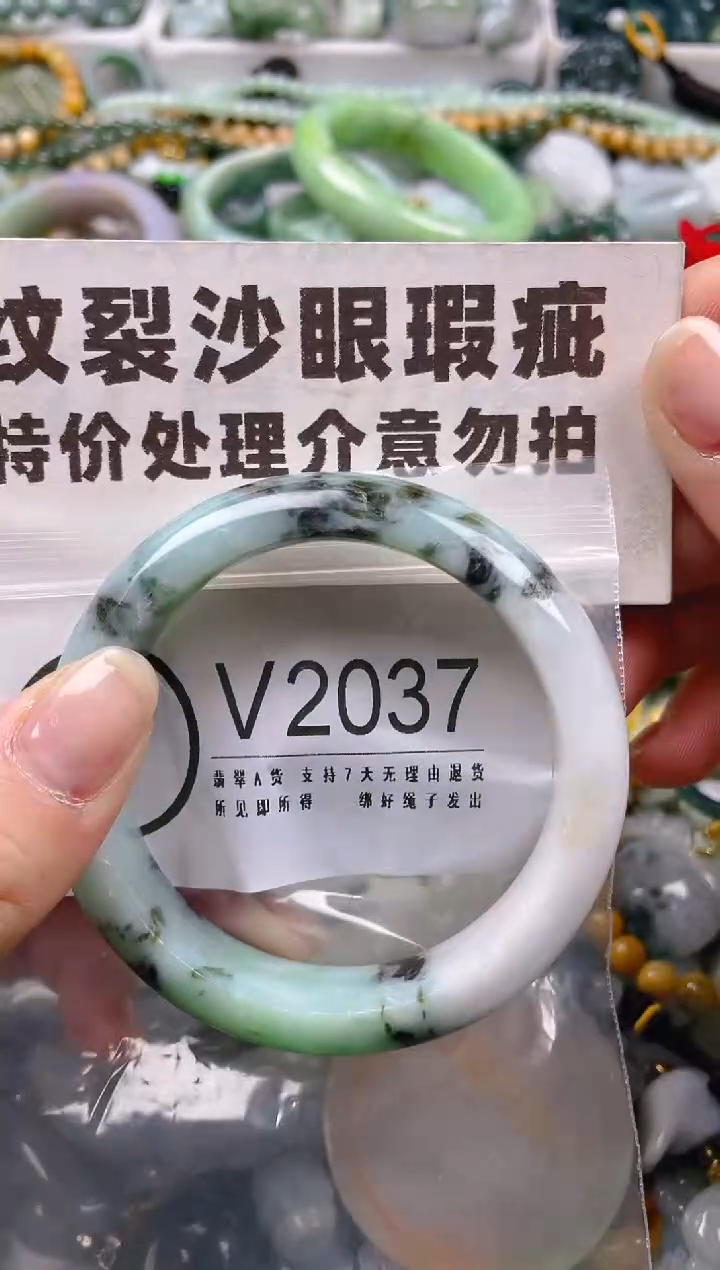 纹裂沙眼瑕疵
特价处理介意勿拍
V2037
翡翠A货 支持7天无理由退货
所见即所得 绑好绳子发出